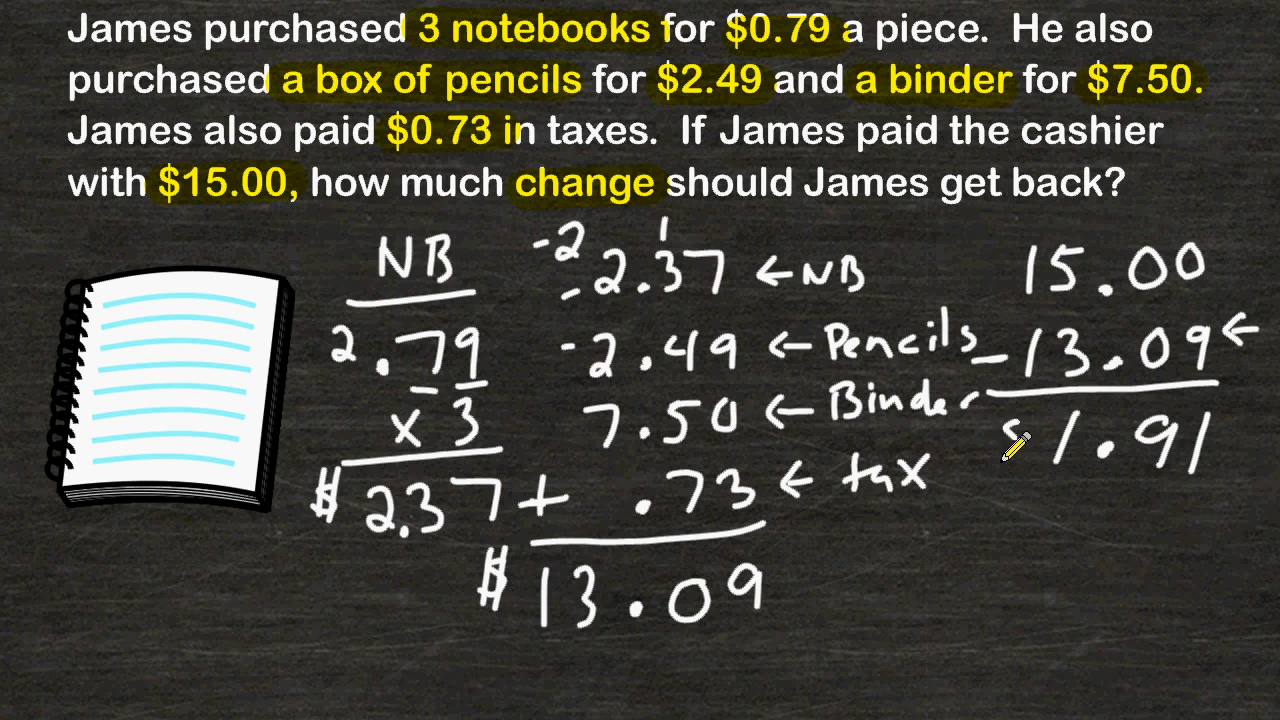 James purchased 3 notebooks for $0.79 a piece. He also
purchased a box of pencils for $2.49 and a binder for $7.50.
James also paid $0.73 in taxes. If James paid the cashier
with $15.00, how much change should James get back?
NB
2
.79
x 3
$2.37
-2 1
2.37 ← NB
-2.49 ← Pencils
7.50 ← Binder
+ .73 ← tax
$13.09
15.00
-13.09 ←
1.91